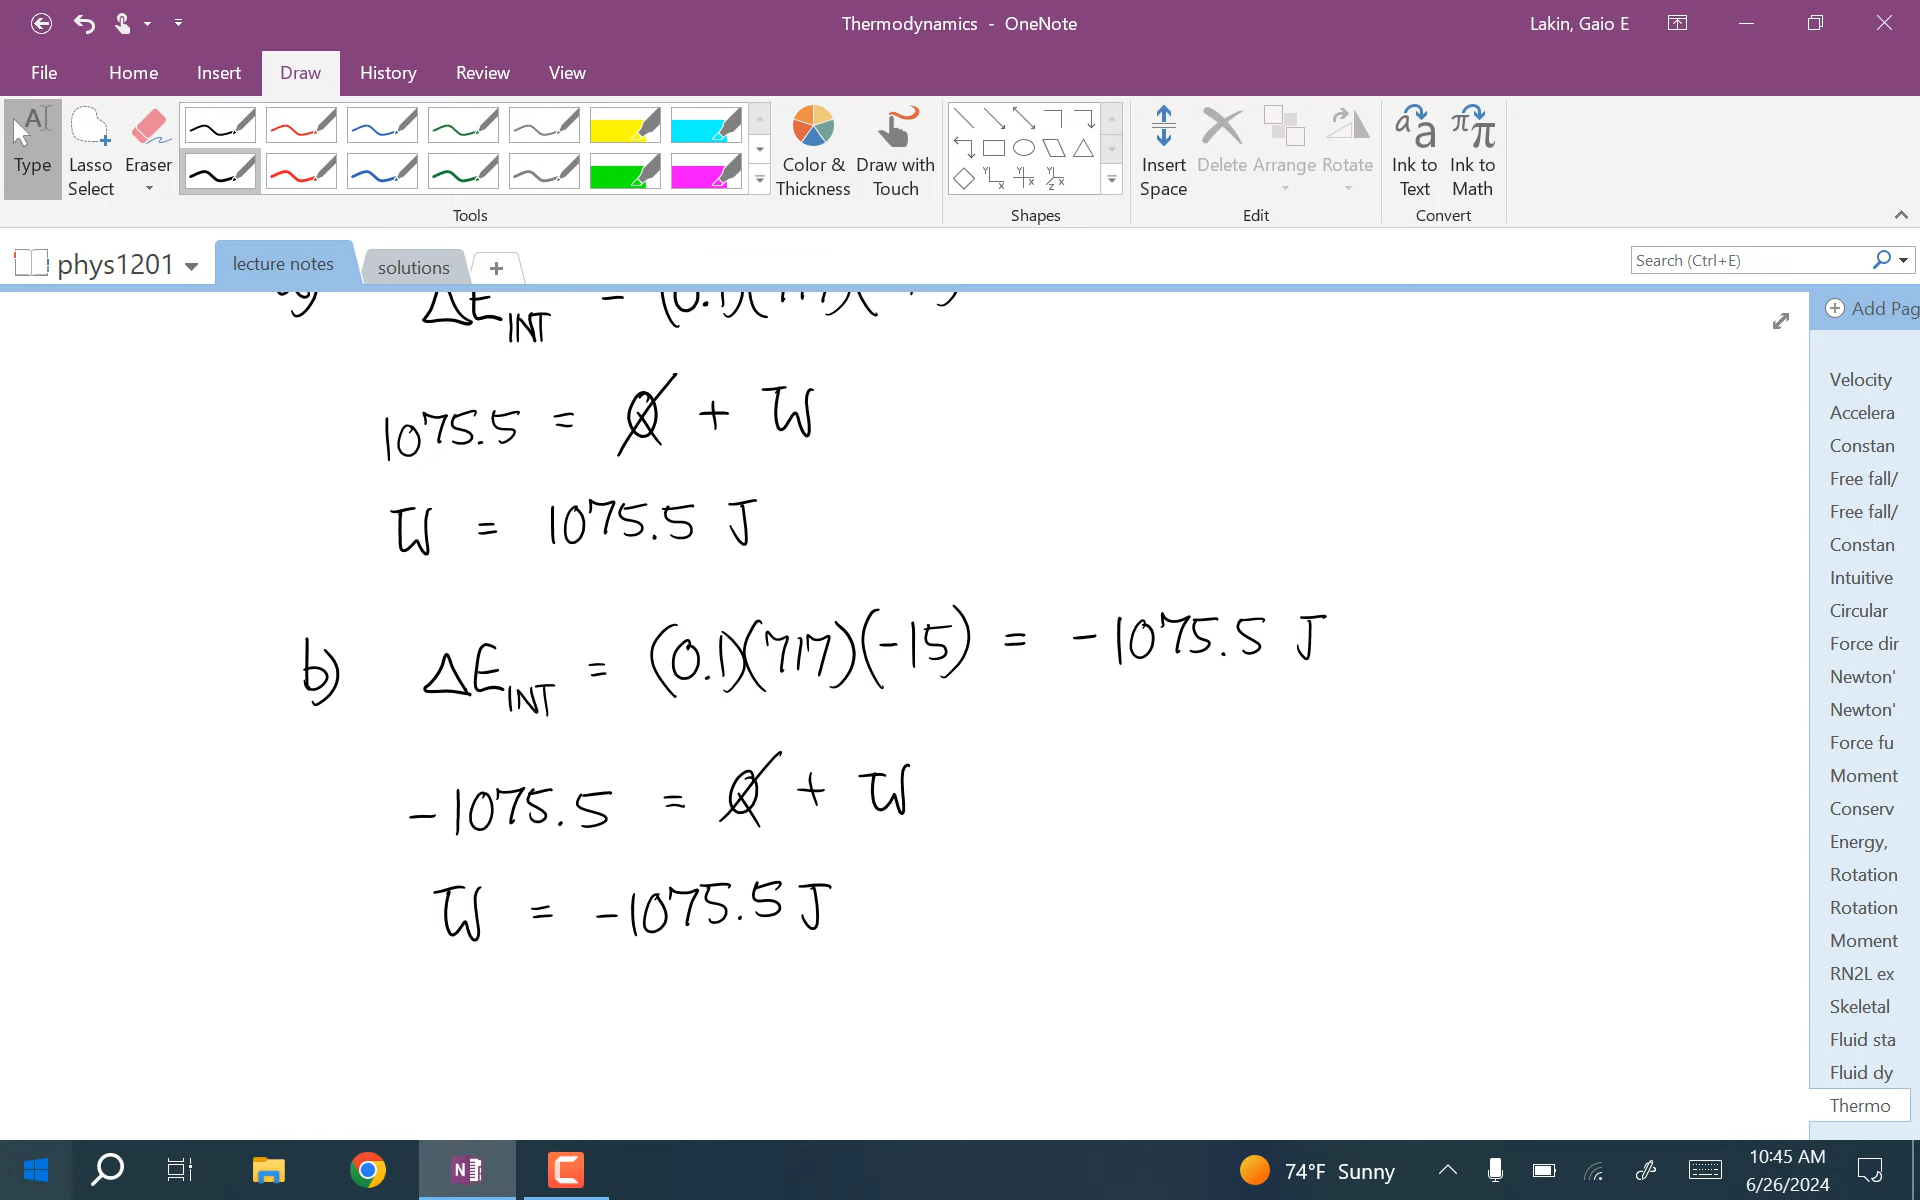 Thermodynamics - OneNote
Lakin, Gaio E
File Home Insert Draw History Review View
Type
Lasso Select
Eraser
Color & Thickness
Draw with Touch
Insert Space
Delete Arrange Rotate
Ink to Text
Ink to Math
Tools Shapes Edit Convert
phys1201
lecture notes
solutions
Search (Ctrl+E)
Add Pag
ΔE_INT = (0.1)(717)(
1075.5 = Q + W
W = 1075.5 J
b) ΔE_INT = (0.1)(717)(-15) = -1075.5 J
-1075.5 = Q + W
W = -1075.5 J
Velocity
Accelera
Constan
Free fall/
Free fall/
Constan
Intuitive
Circular
Force dir
Newton'
Newton'
Force fu
Moment
Conserv
Energy,
Rotation
Rotation
Moment
RN2L ex
Skeletal
Fluid sta
Fluid dy
Thermo
74°F Sunny
10:45 AM
6/26/2024